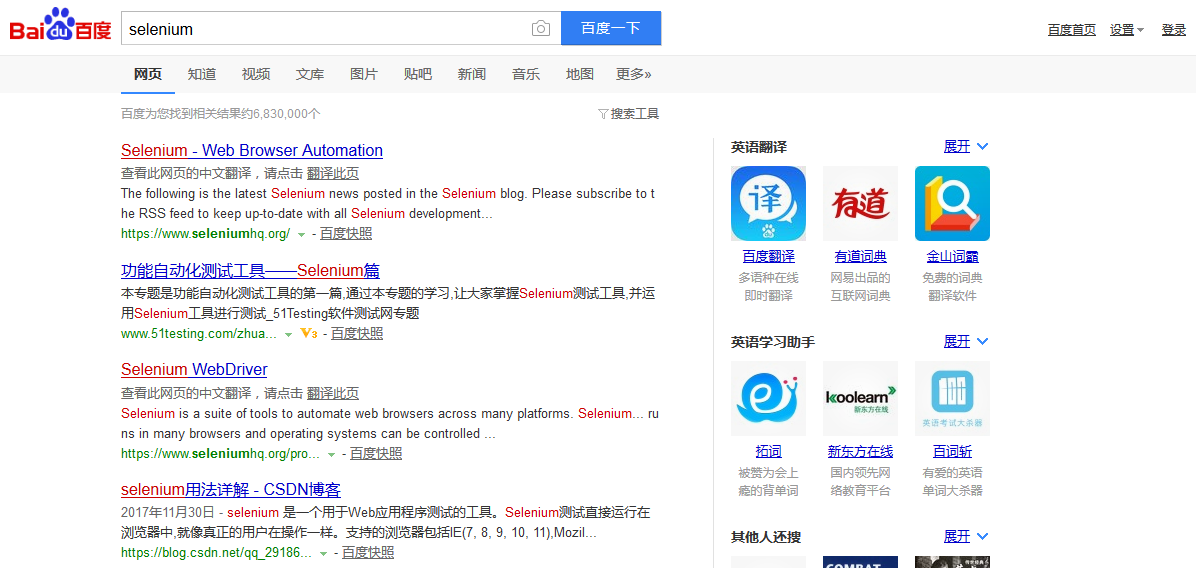 Bai du 百度
selenium
百度一下
百度首页 设置 登录
网页 知道 视频 文库 图片 贴吧 新闻 音乐 地图 更多»
百度为您找到相关结果约6,830,000个
搜索工具
Selenium - Web Browser Automation
查看此网页的中文翻译，请点击 翻译此页
The following is the latest Selenium news posted in the Selenium blog. Please subscribe to t
he RSS feed to keep up-to-date with all Selenium development...
https://www.seleniumhq.org/ - 百度快照
功能自动化测试工具——Selenium篇
本专题是功能自动化测试工具的第一篇,通过本专题的学习,让大家掌握Selenium测试工具,并运
用Selenium工具进行测试_51Testing软件测试网专题
www.51testing.com/zhua... V3 - 百度快照
Selenium WebDriver
查看此网页的中文翻译，请点击 翻译此页
Selenium is a suite of tools to automate web browsers across many platforms. Selenium... ru
ns in many browsers and operating systems can be controlled ...
https://www.seleniumhq.org/pro... - 百度快照
selenium用法详解 - CSDN博客
2017年11月30日 - selenium 是一个用于Web应用程序测试的工具。Selenium测试直接运行在
浏览器中,就像真正的用户在操作一样。支持的浏览器包括IE(7, 8, 9, 10, 11),Mozil...
https://blog.csdn.net/qq_29186... - 百度快照
英语翻译 展开
译 有道
百度翻译 有道词典 金山词霸
多语种在线 网易出品的 免费的词典
即时翻译 互联网词典 翻译软件
英语学习助手 展开
koolearn
新东方在线
英语考试大杀器
拓词 新东方在线 百词斩
被赞为会上 国内领先网 有爱的英语
瘾的背单词 络教育平台 单词大杀器
其他人还搜 展开
COMBAT